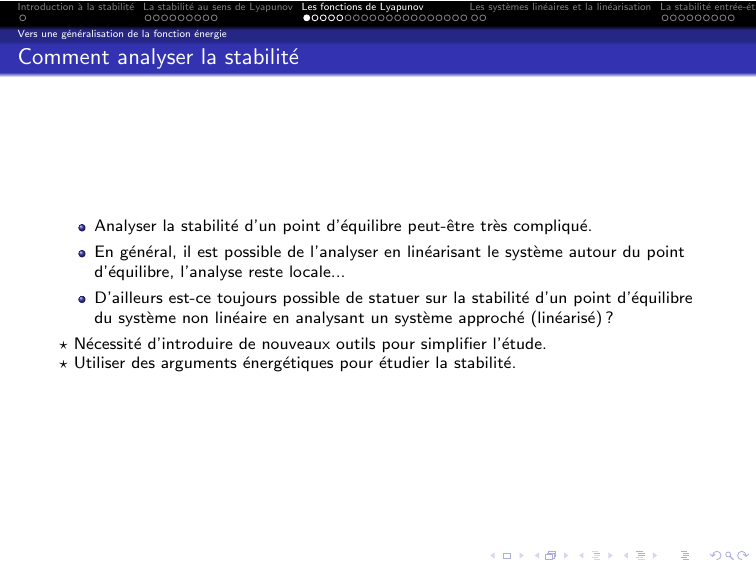 Introduction à la stabilité La stabilité au sens de Lyapunov Les fonctions de Lyapunov Les systèmes linéaires et la linéarisation La stabilité entrée-ét
Vers une généralisation de la fonction énergie
Comment analyser la stabilité
Analyser la stabilité d'un point d'équilibre peut-être très compliqué.
En général, il est possible de l'analyser en linéarisant le système autour du point
d'équilibre, l'analyse reste locale...
D'ailleurs est-ce toujours possible de statuer sur la stabilité d'un point d'équilibre
du système non linéaire en analysant un système approché (linéarisé) ?
⋆ Nécessité d'introduire de nouveaux outils pour simplifier l'étude.
⋆ Utiliser des arguments énergétiques pour étudier la stabilité.